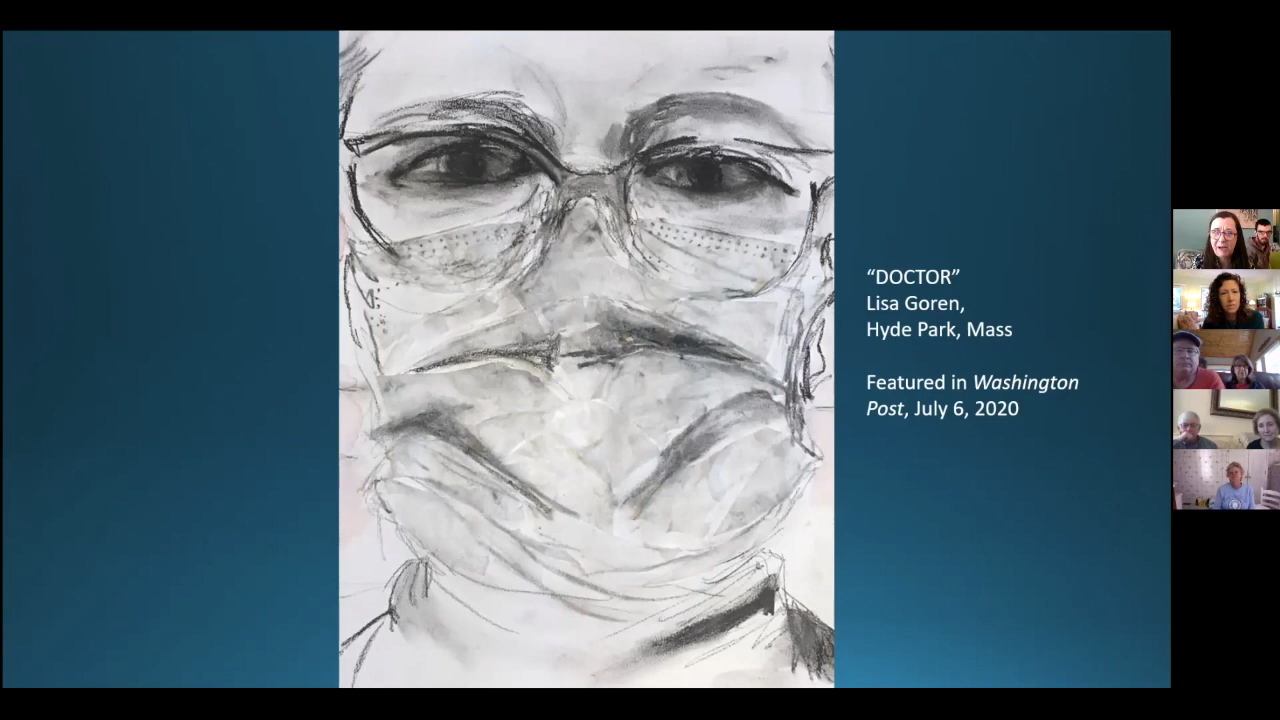 “DOCTOR”
Lisa Goren,
Hyde Park, Mass
Featured in Washington
Post, July 6, 2020